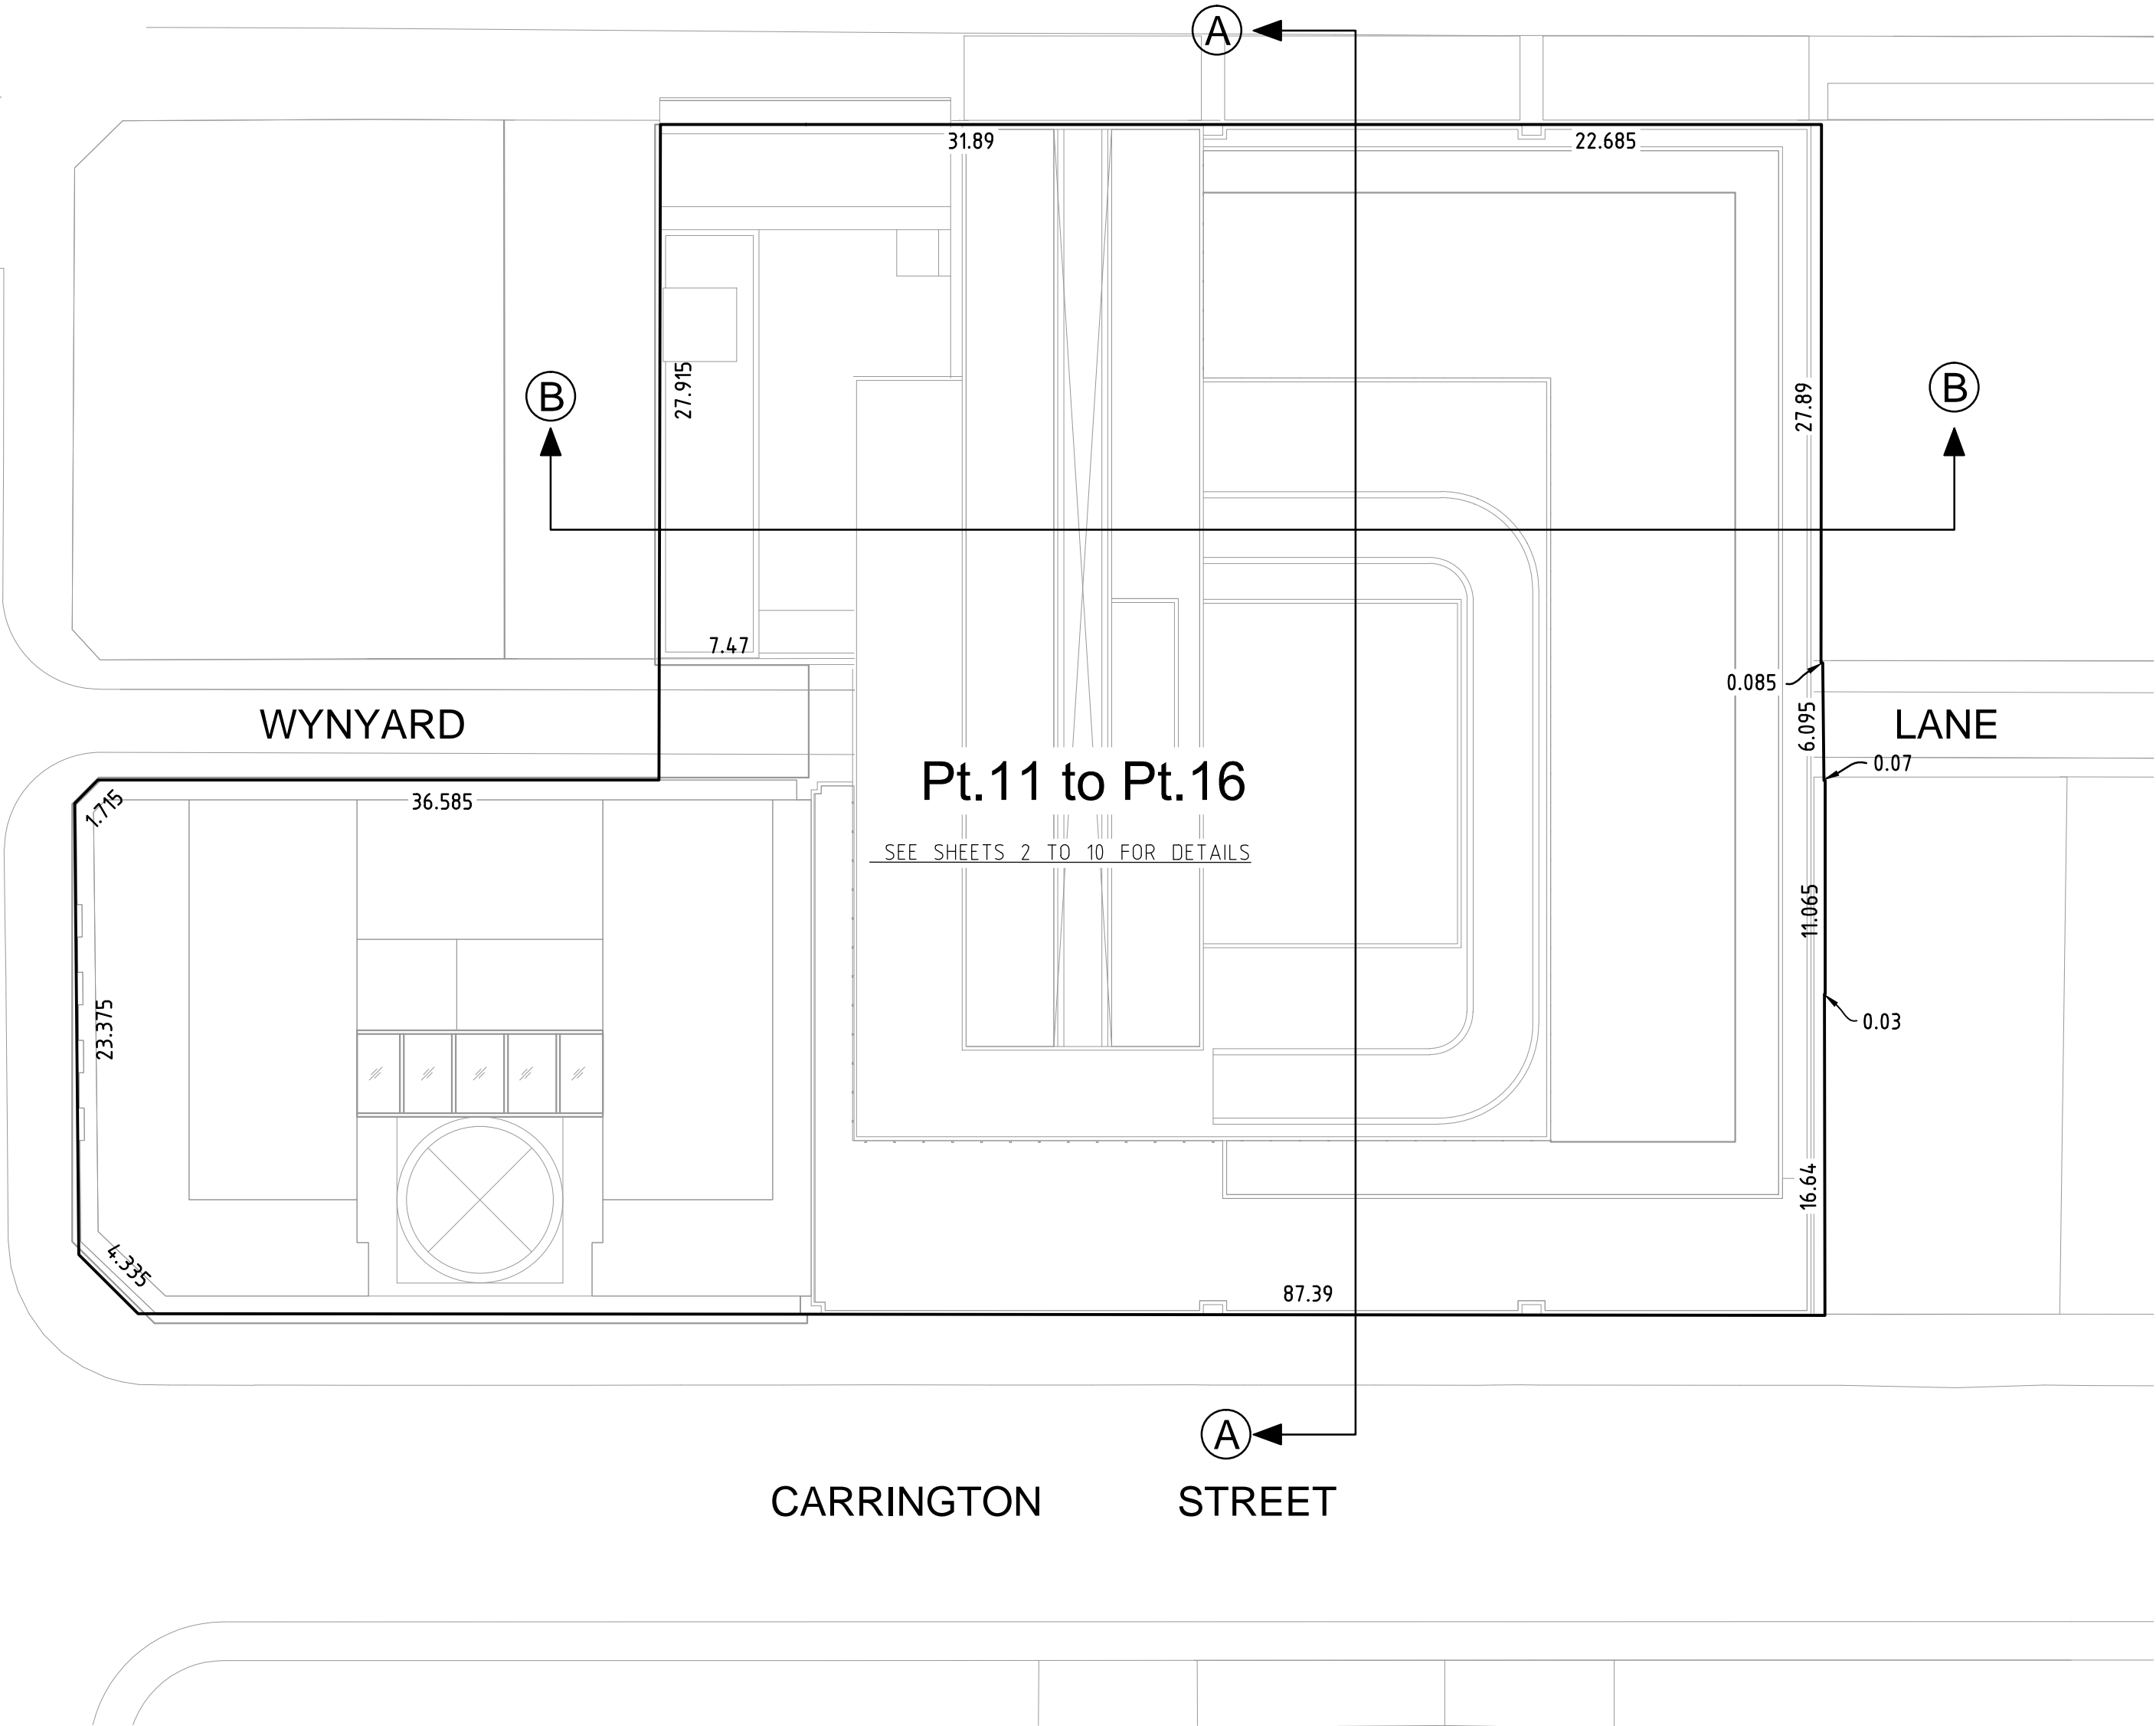 A
31.89
22.685
27.915
B
27.89
B
7.47
0.085
6.095
WYNYARD
LANE
0.07
Pt.11 to Pt.16
1.715
36.585
SEE SHEETS 2 TO 10 FOR DETAILS
11.065
23.375
0.03
16.64
4.335
87.39
A
CARRINGTON STREET